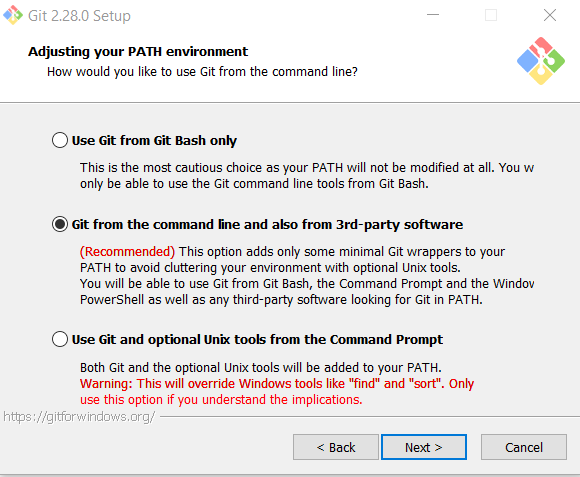 Git 2.28.0 Setup
Adjusting your PATH environment
How would you like to use Git from the command line?
Use Git from Git Bash only
This is the most cautious choice as your PATH will not be modified at all. You w
only be able to use the Git command line tools from Git Bash.
Git from the command line and also from 3rd-party software
(Recommended) This option adds only some minimal Git wrappers to your
PATH to avoid cluttering your environment with optional Unix tools.
You will be able to use Git from Git Bash, the Command Prompt and the Window
PowerShell as well as any third-party software looking for Git in PATH.
Use Git and optional Unix tools from the Command Prompt
Both Git and the optional Unix tools will be added to your PATH.
Warning: This will override Windows tools like "find" and "sort". Only
use this option if you understand the implications.
https://gitforwindows.org/
< Back Next > Cancel